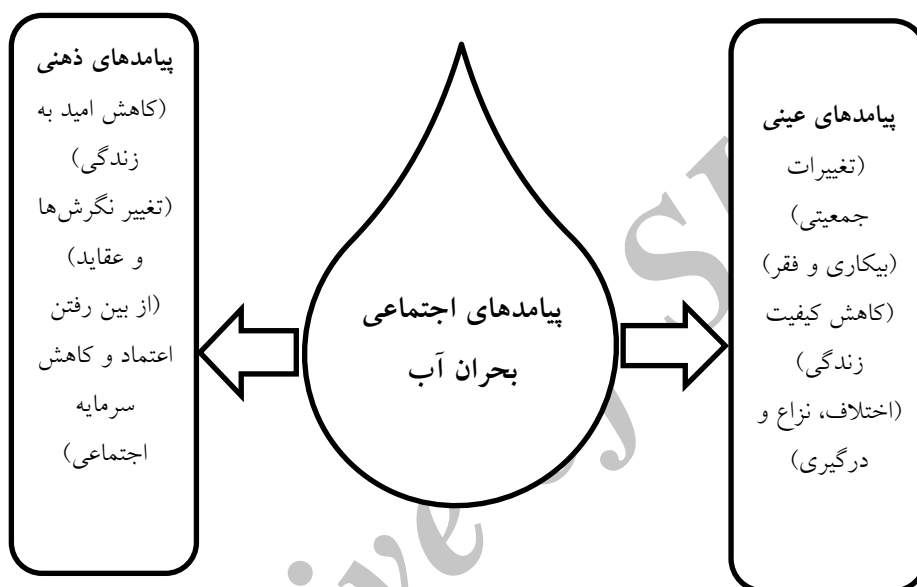 پیامدهای عینی
(تغییرات
جمعیتی)
(بیکاری و فقر)
(کاهش کیفیت
زندگی)
(اختلاف، نزاع و
درگیری)
پیامدهای اجتماعی
بحران آب
پیامدهای ذهنی
(کاهش امید به
زندگی)
(تغییر نگرش‌ها
و عقاید)
(از بین رفتن
اعتماد و کاهش
سرمایه
اجتماعی)